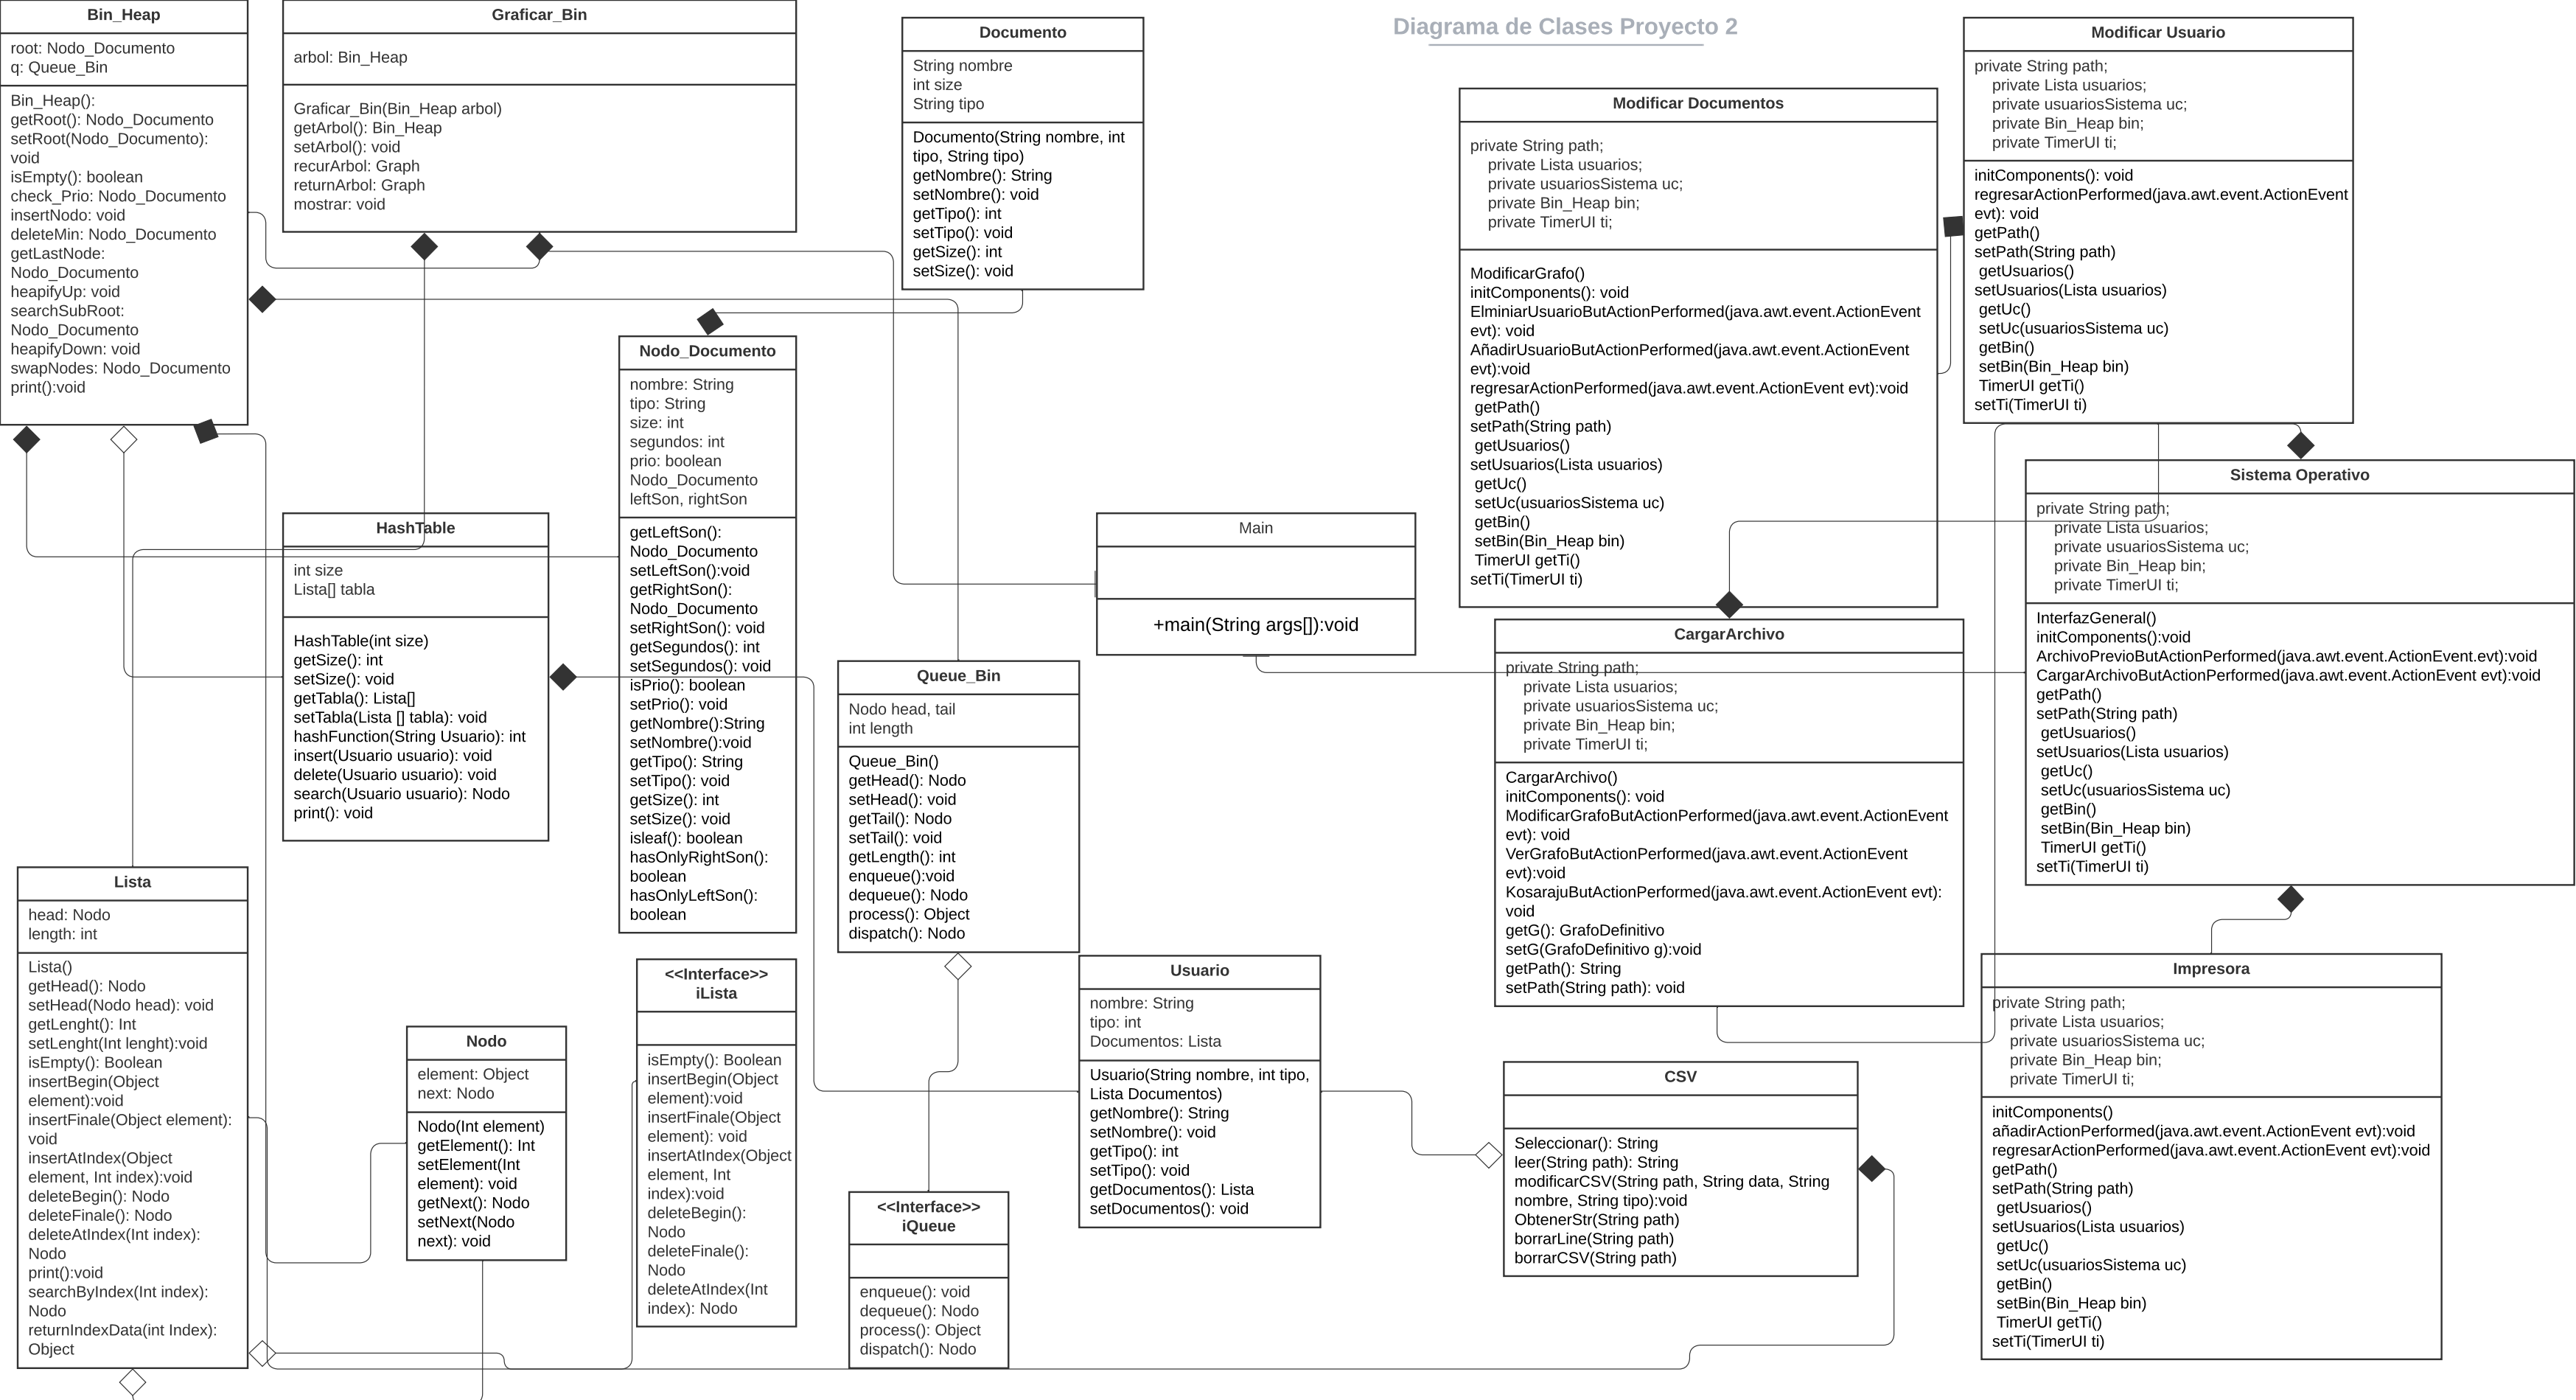 Diagrama de Clases Proyecto 2
Bin_Heap
root: Nodo_Documento
q: Queue_Bin
Bin_Heap():
getRoot(): Nodo_Documento
setRoot(Nodo_Documento):
void
isEmpty(): boolean
check_Prio: Nodo_Documento
insertNodo: void
deleteMin: Nodo_Documento
getLastNode:
Nodo_Documento
heapifyUp: void
searchSubRoot:
Nodo_Documento
heapifyDown: void
swapNodes: Nodo_Documento
print():void
Graficar_Bin
arbol: Bin_Heap
Graficar_Bin(Bin_Heap arbol)
getArbol(): Bin_Heap
setArbol(): void
recurArbol: Graph
returnArbol: Graph
mostrar: void
Documento
String nombre
int size
String tipo
Documento(String nombre, int
tipo, String tipo)
getNombre(): String
setNombre(): void
getTipo(): int
setTipo(): void
getSize(): int
setSize(): void
Modificar Documentos
private String path;
private Lista usuarios;
private usuariosSistema uc;
private Bin_Heap bin;
private TimerUI ti;
ModificarGrafo()
initComponents(): void
ElminiarUsuarioButActionPerformed(java.awt.event.ActionEvent
evt): void
AñadirUsuarioButActionPerformed(java.awt.event.ActionEvent
evt):void
regresarActionPerformed(java.awt.event.ActionEvent evt):void
getPath()
setPath(String path)
getUsuarios()
setUsuarios(Lista usuarios)
getUc()
setUc(usuariosSistema uc)
getBin()
setBin(Bin_Heap bin)
TimerUI getTi()
setTi(TimerUI ti)
Modificar Usuario
private String path;
private Lista usuarios;
private usuariosSistema uc;
private Bin_Heap bin;
private TimerUI ti;
initComponents(): void
regresarActionPerformed(java.awt.event.ActionEvent
evt): void
getPath()
setPath(String path)
getUsuarios()
setUsuarios(Lista usuarios)
getUc()
setUc(usuariosSistema uc)
getBin()
setBin(Bin_Heap bin)
TimerUI getTi()
setTi(TimerUI ti)
Nodo_Documento
nombre: String
tipo: String
size: int
segundos: int
prio: boolean
Nodo_Documento
leftSon, rightSon
getLeftSon():
Nodo_Documento
setLeftSon():void
getRightSon():
Nodo_Documento
setRightSon(): void
getSegundos(): int
setSegundos(): void
isPrio(): boolean
setPrio(): void
getNombre():String
setNombre():void
getTipo(): String
setTipo(): void
getSize(): int
setSize(): void
isleaf(): boolean
hasOnlyRightSon():
boolean
hasOnlyLeftSon():
boolean
HashTable
int size
Lista[] tabla
HashTable(int size)
getSize(): int
setSize(): void
getTabla(): Lista[]
setTabla(Lista [] tabla): void
hashFunction(String Usuario): int
insert(Usuario usuario): void
delete(Usuario usuario): void
search(Usuario usuario): Nodo
print(): void
Main
+main(String args[]):void
Sistema Operativo
private String path;
private Lista usuarios;
private usuariosSistema uc;
private Bin_Heap bin;
private TimerUI ti;
InterfazGeneral()
initComponents():void
ArchivoPrevioButActionPerformed(java.awt.event.ActionEvent.evt):void
CargarArchivoButActionPerformed(java.awt.event.ActionEvent evt):void
getPath()
setPath(String path)
getUsuarios()
setUsuarios(Lista usuarios)
getUc()
setUc(usuariosSistema uc)
getBin()
setBin(Bin_Heap bin)
TimerUI getTi()
setTi(TimerUI ti)
CargarArchivo
private String path;
private Lista usuarios;
private usuariosSistema uc;
private Bin_Heap bin;
private TimerUI ti;
CargarArchivo()
initComponents(): void
ModificarGrafoButActionPerformed(java.awt.event.ActionEvent
evt): void
VerGrafoButActionPerformed(java.awt.event.ActionEvent
evt):void
KosarajuButActionPerformed(java.awt.event.ActionEvent evt):
void
getG(): GrafoDefinitivo
setG(GrafoDefinitivo g):void
getPath(): String
setPath(String path): void
Queue_Bin
Nodo head, tail
int length
Queue_Bin()
getHead(): Nodo
setHead(): void
getTail(): Nodo
setTail(): void
getLength(): int
enqueue():void
dequeue(): Nodo
process(): Object
dispatch(): Nodo
Lista
head: Nodo
length: int
Lista()
getHead(): Nodo
setHead(Nodo head): void
getLenght(): Int
setLenght(Int lenght):void
isEmpty(): Boolean
insertBegin(Object
element):void
insertFinale(Object element):
void
insertAtIndex(Object
element, Int index):void
deleteBegin(): Nodo
deleteFinale(): Nodo
deleteAtIndex(Int index):
Nodo
print():void
searchByIndex(Int index):
Nodo
returnIndexData(int Index):
Object
Nodo
element: Object
next: Nodo
Nodo(Int element)
getElement(): Int
setElement(Int
element): void
getNext(): Nodo
setNext(Nodo
next): void
<<Interface>>
iLista
isEmpty(): Boolean
insertBegin(Object
element):void
insertFinale(Object
element): void
insertAtIndex(Object
element, Int
index):void
deleteBegin():
Nodo
deleteFinale():
Nodo
deleteAtIndex(Int
index): Nodo
<<Interface>>
iQueue
enqueue(): void
dequeue(): Nodo
process(): Object
dispatch(): Nodo
Usuario
nombre: String
tipo: int
Documentos: Lista
Usuario(String nombre, int tipo,
Lista Documentos)
getNombre(): String
setNombre(): void
getTipo(): int
setTipo(): void
getDocumentos(): Lista
setDocumentos(): void
CSV
Seleccionar(): String
leer(String path): String
modificarCSV(String path, String data, String
nombre, String tipo):void
ObtenerStr(String path)
borrarLine(String path)
borrarCSV(String path)
Impresora
private String path;
private Lista usuarios;
private usuariosSistema uc;
private Bin_Heap bin;
private TimerUI ti;
initComponents()
añadirActionPerformed(java.awt.event.ActionEvent evt):void
regresarActionPerformed(java.awt.event.ActionEvent evt):void
getPath()
setPath(String path)
getUsuarios()
setUsuarios(Lista usuarios)
getUc()
setUc(usuariosSistema uc)
getBin()
setBin(Bin_Heap bin)
TimerUI getTi()
setTi(TimerUI ti)